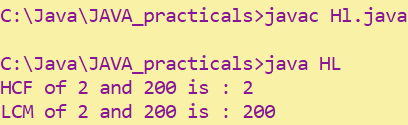 C:\Java\JAVA_practicals>javac Hl.java
C:\Java\JAVA_practicals>java HL
HCF of 2 and 200 is : 2
LCM of 2 and 200 is : 200